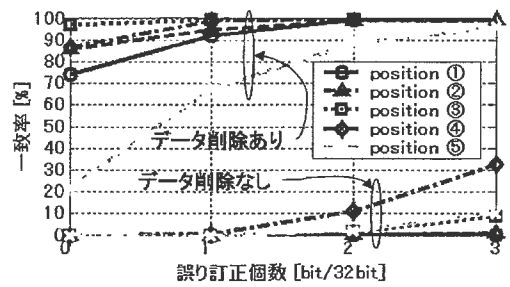 100
90
80
70
60
50
40
30
20
10
0
一致率 [%]
position ①
position ②
position ③
position ④
position ⑤
データ削除あり
データ削除なし
0 1 2 3
誤り訂正個数 [bit/32bit]